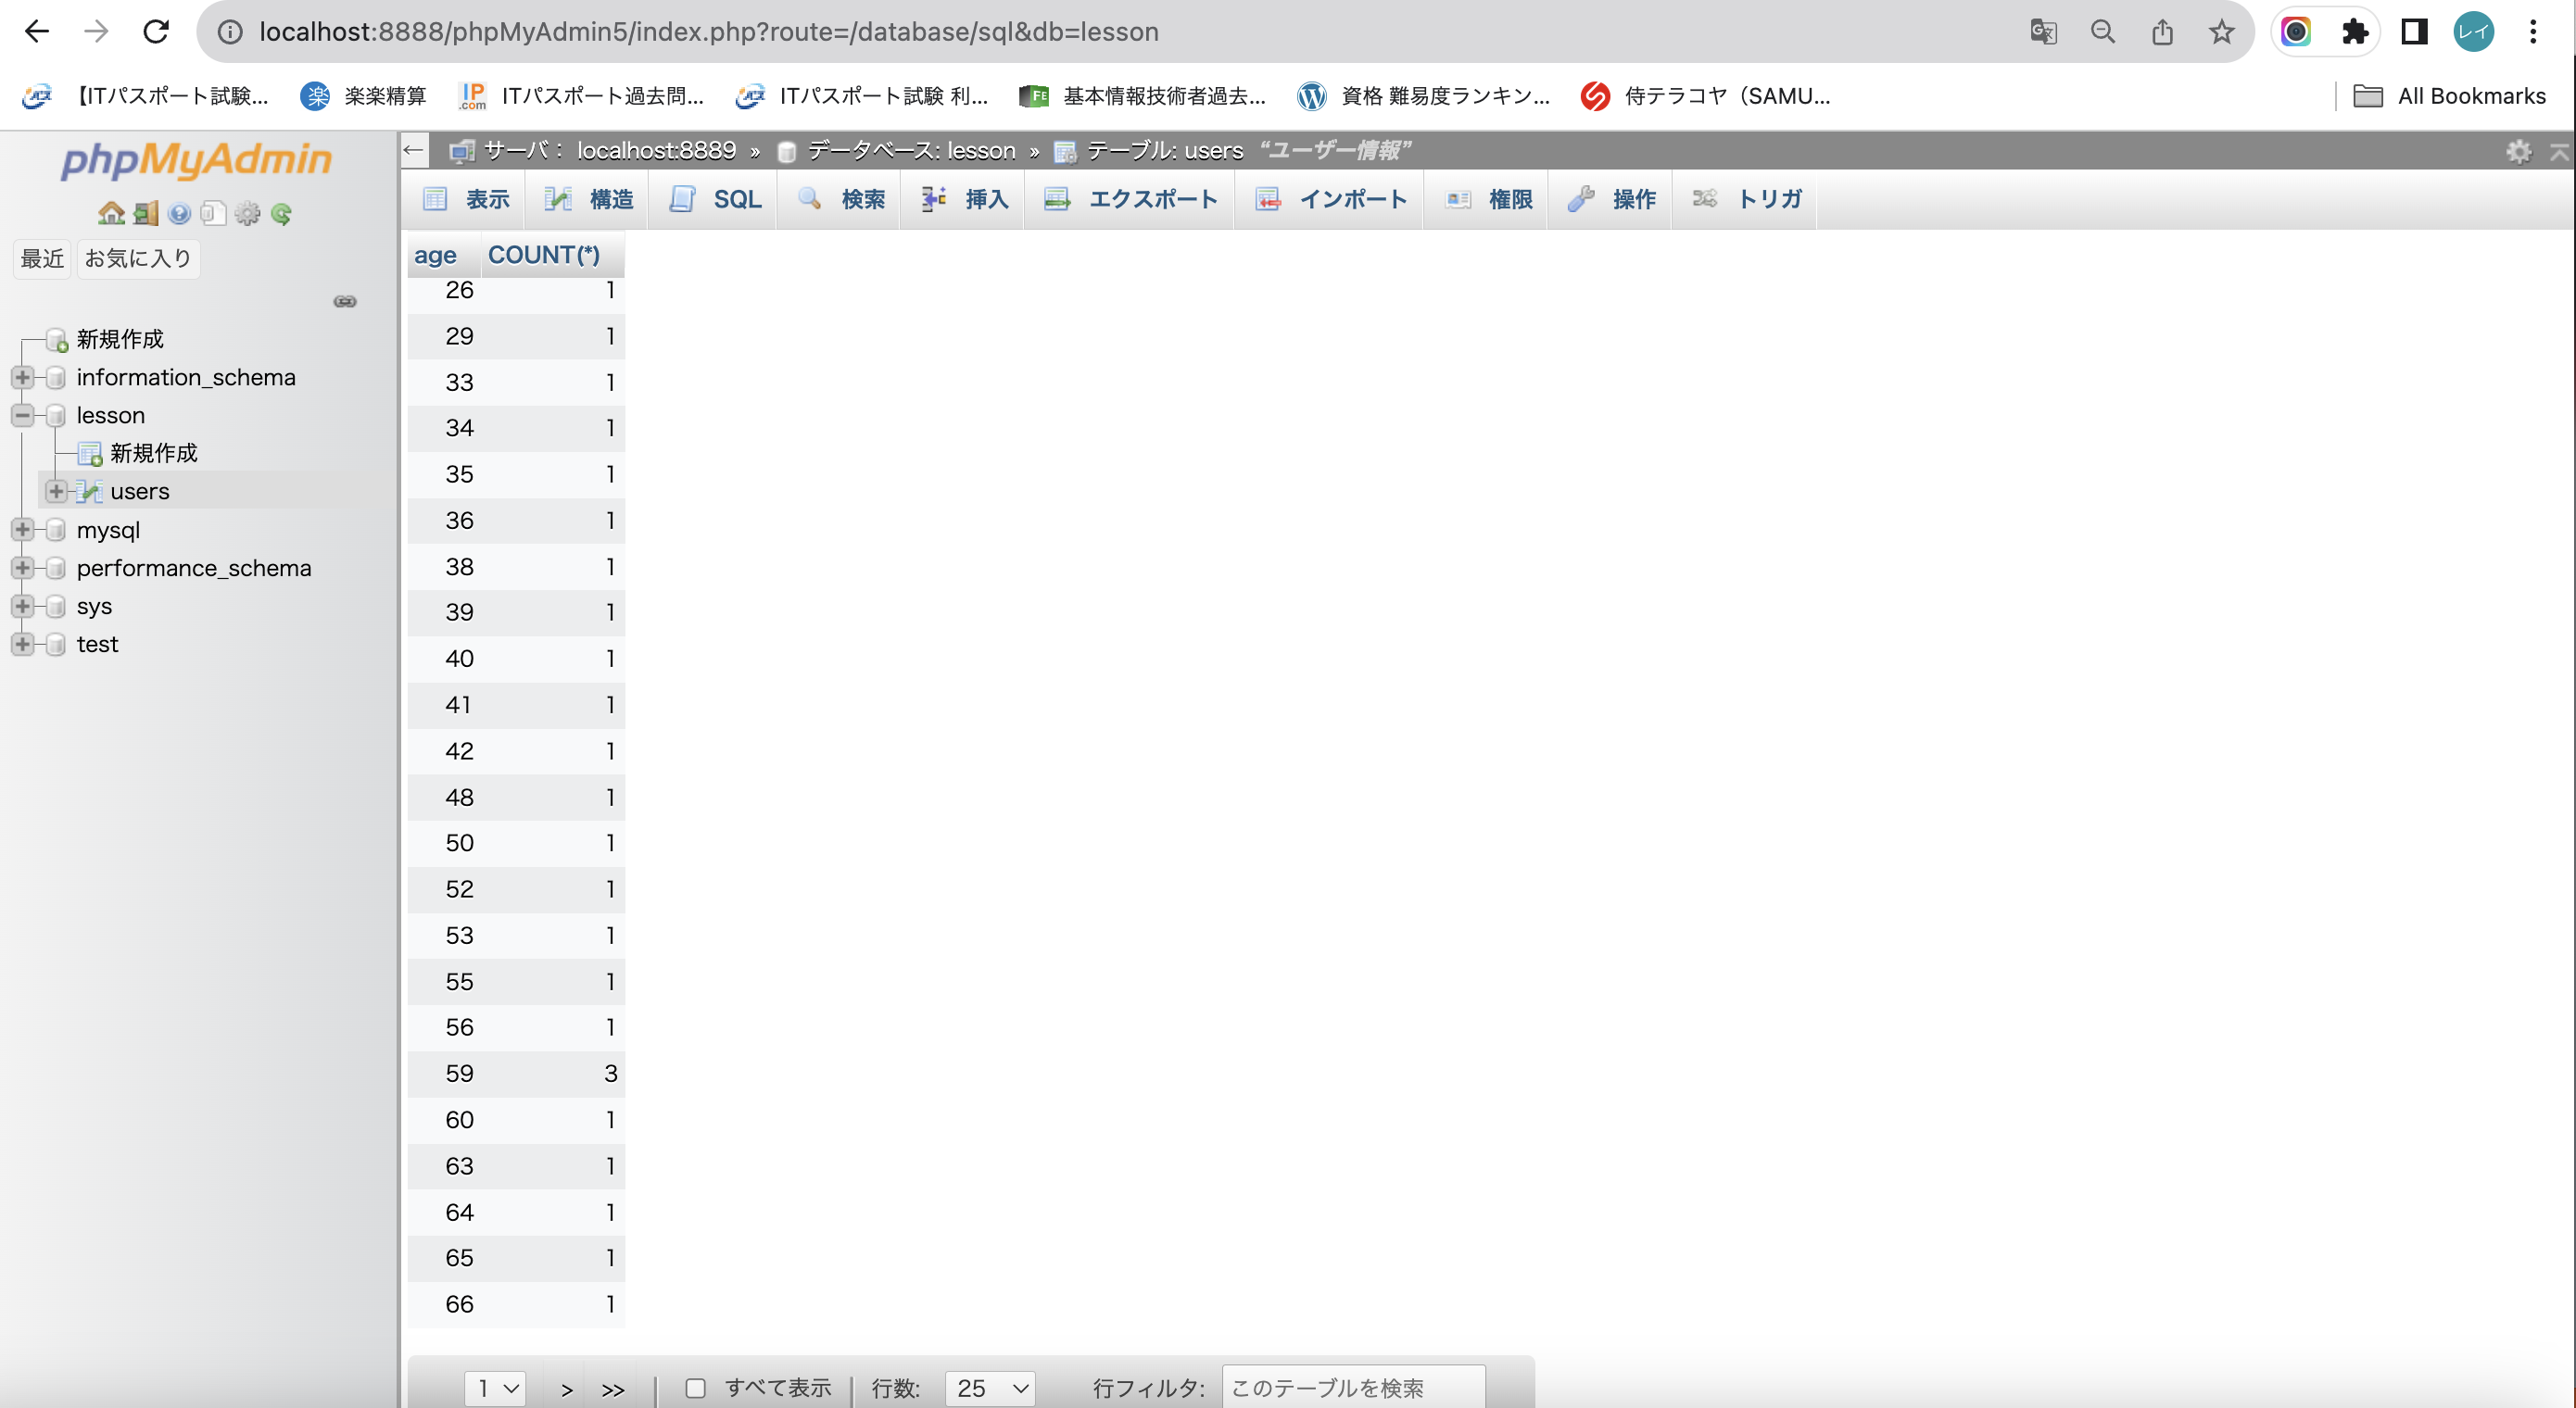 localhost:8888/phpMyAdmin5/index.php?route=/database/sql&db=lesson
レイ
【ITパスポート試験... 楽 楽楽精算 IP .com ITパスポート過去問... ITパスポート試験 利... FE 基本情報技術者過去... 資格 難易度ランキン... 侍テラコヤ（SAMU... All Bookmarks
phpMyAdmin
最近 お気に入り
新規作成
information_schema
lesson
新規作成
users
mysql
performance_schema
sys
test
← サーバ： localhost:8889 » データベース: lesson » テーブル: users “ユーザー情報”
表示 構造 SQL 検索 挿入 エクスポート インポート 権限 操作 トリガ
age COUNT(*)
26 1
29 1
33 1
34 1
35 1
36 1
38 1
39 1
40 1
41 1
42 1
48 1
50 1
52 1
53 1
55 1
56 1
59 3
60 1
63 1
64 1
65 1
66 1
1 > >> すべて表示 行数: 25 行フィルタ: このテーブルを検索